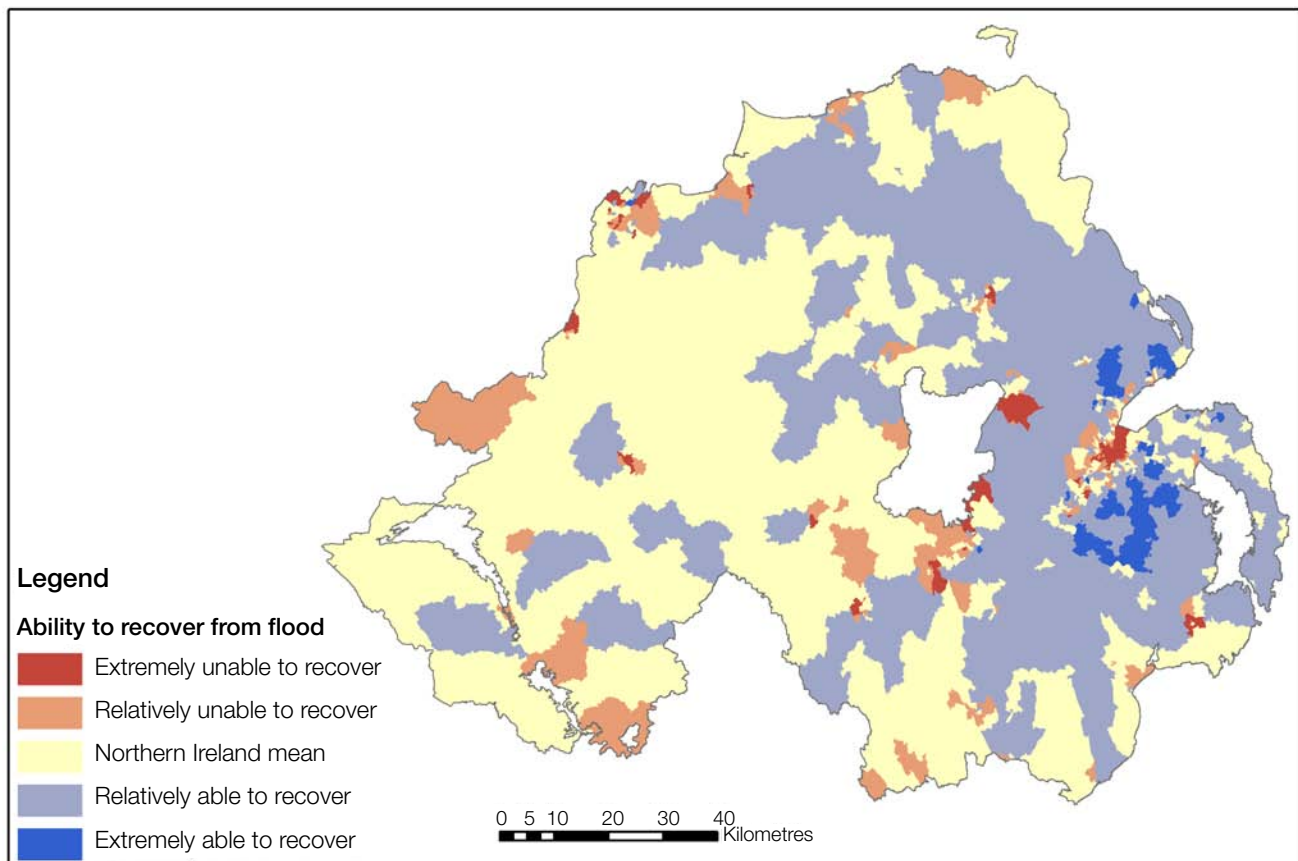 Legend
Ability to recover from flood
Extremely unable to recover
Relatively unable to recover
Northern Ireland mean
Relatively able to recover
Extremely able to recover
0 5 10 20 30 40
Kilometres